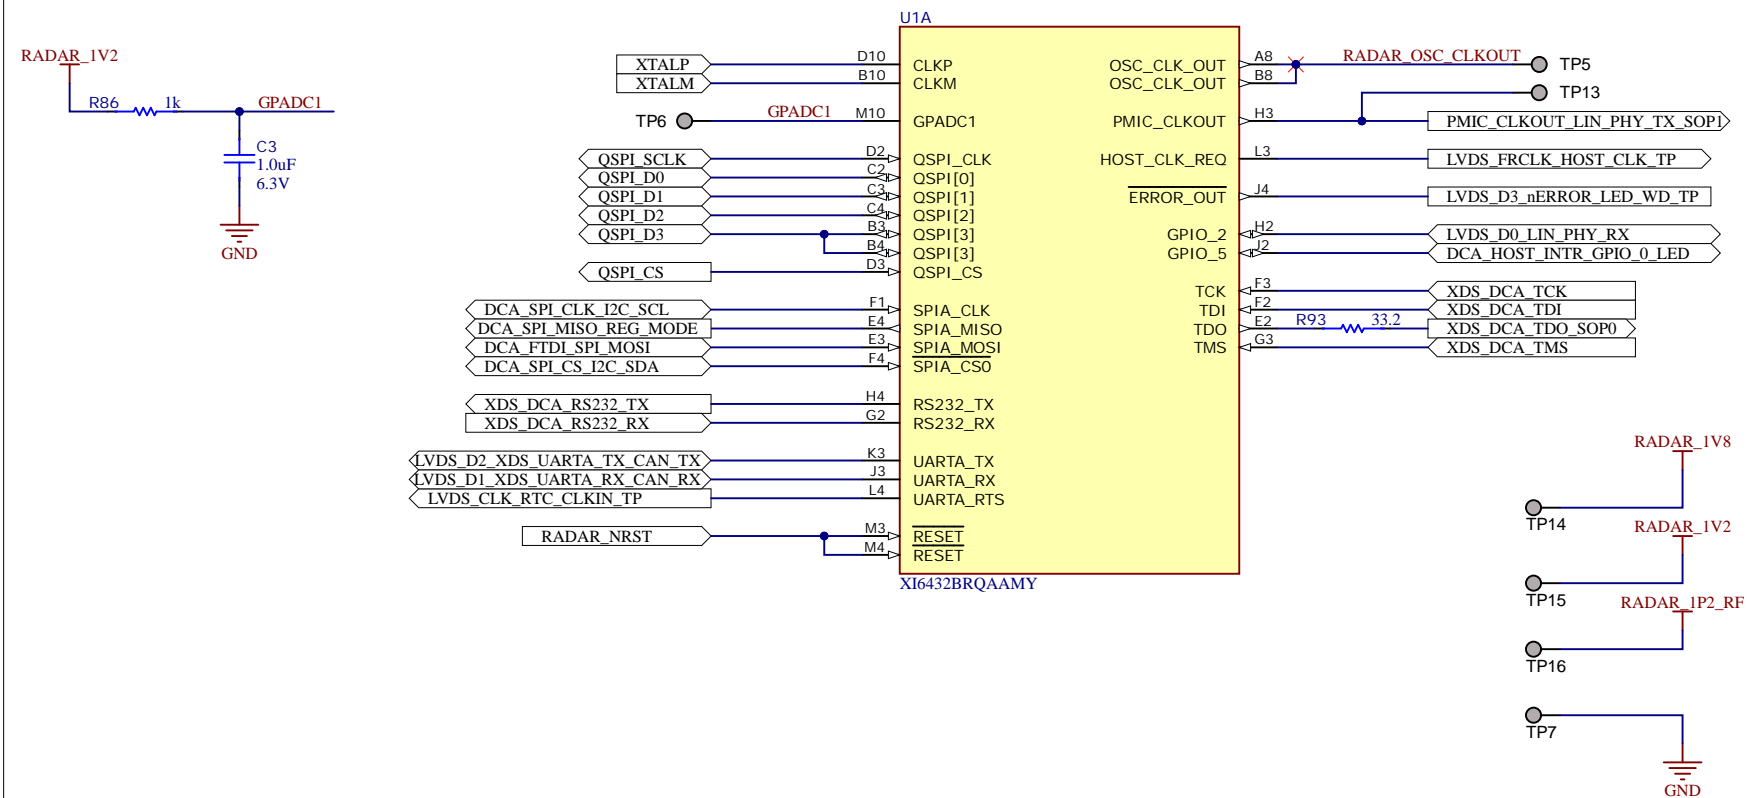 RADAR_1V2
R86 1k GPADC1
C3
1.0uF
6.3V
GND
U1A
XTALP D10 CLKP
XTALM B10 CLKM
TP6 GPADC1 M10 GPADC1
QSPI_SCLK D2 QSPI_CLK
QSPI_D0 C2 QSPI[0]
QSPI_D1 C3 QSPI[1]
QSPI_D2 C4 QSPI[2]
QSPI_D3 B3 QSPI[3]
B4 QSPI[3]
QSPI_CS D3 QSPI_CS
DCA_SPI_CLK_I2C_SCL F1 SPIA_CLK
DCA_SPI_MISO_REG_MODE E4 SPIA_MISO
DCA_FTDI_SPI_MOSI E3 SPIA_MOSI
DCA_SPI_CS_I2C_SDA F4 SPIA_CS0
XDS_DCA_RS232_TX H4 RS232_TX
XDS_DCA_RS232_RX G2 RS232_RX
LVDS_D2_XDS_UARTA_TX_CAN_TX K3 UARTA_TX
LVDS_D1_XDS_UARTA_RX_CAN_RX J3 UARTA_RX
LVDS_CLK_RTC_CLKIN_TP L4 UARTA_RTS
RADAR_NRST M3 RESET
M4 RESET
XI6432BRQAAMY
OSC_CLK_OUT A8 RADAR_OSC_CLKOUT TP5
OSC_CLK_OUT B8 TP13
PMIC_CLKOUT H3 PMIC_CLKOUT_LIN_PHY_TX_SOP1
HOST_CLK_REQ L3 LVDS_FRCLK_HOST_CLK_TP
ERROR_OUT J4 LVDS_D3_nERROR_LED_WD_TP
GPIO_2 H2 LVDS_D0_LIN_PHY_RX
GPIO_5 J2 DCA_HOST_INTR_GPIO_0_LED
TCK F3 XDS_DCA_TCK
TDI F2 XDS_DCA_TDI
TDO E2 R93 33.2 XDS_DCA_TDO_SOP0
TMS G3 XDS_DCA_TMS
RADAR_1V8
TP14
RADAR_1V2
TP15
RADAR_1P2_RF
TP16
TP7
GND